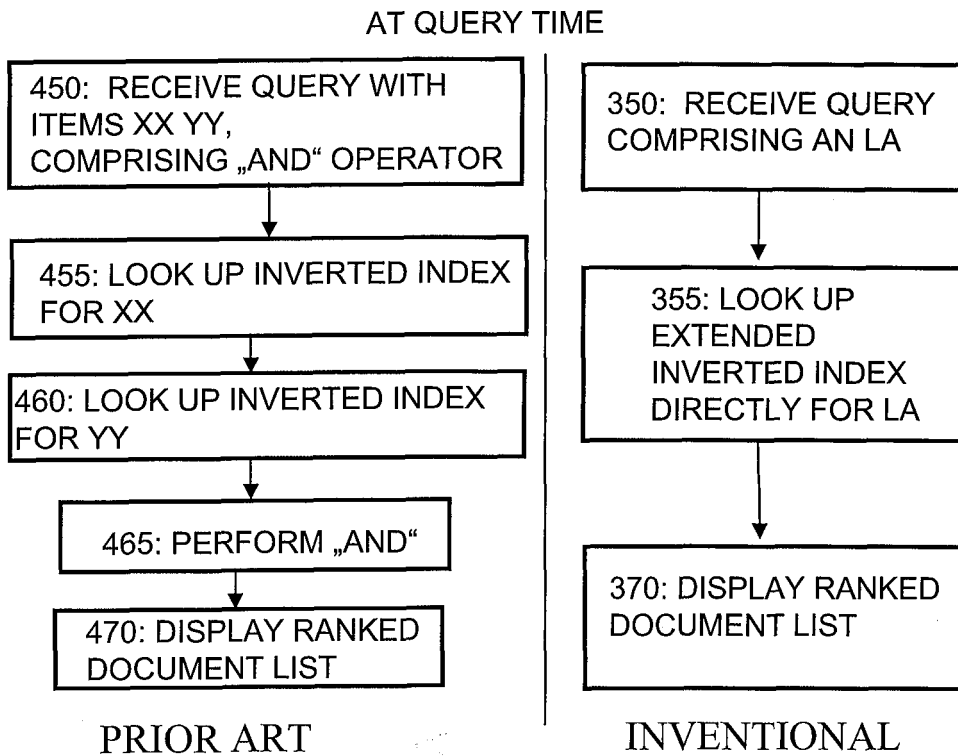 AT QUERY TIME
450: RECEIVE QUERY WITH
ITEMS XX YY,
COMPRISING „AND“ OPERATOR
455: LOOK UP INVERTED INDEX
FOR XX
460: LOOK UP INVERTED INDEX
FOR YY
465: PERFORM „AND“
470: DISPLAY RANKED
DOCUMENT LIST
PRIOR ART
350: RECEIVE QUERY
COMPRISING AN LA
355: LOOK UP
EXTENDED
INVERTED INDEX
DIRECTLY FOR LA
370: DISPLAY RANKED
DOCUMENT LIST
INVENTIONAL